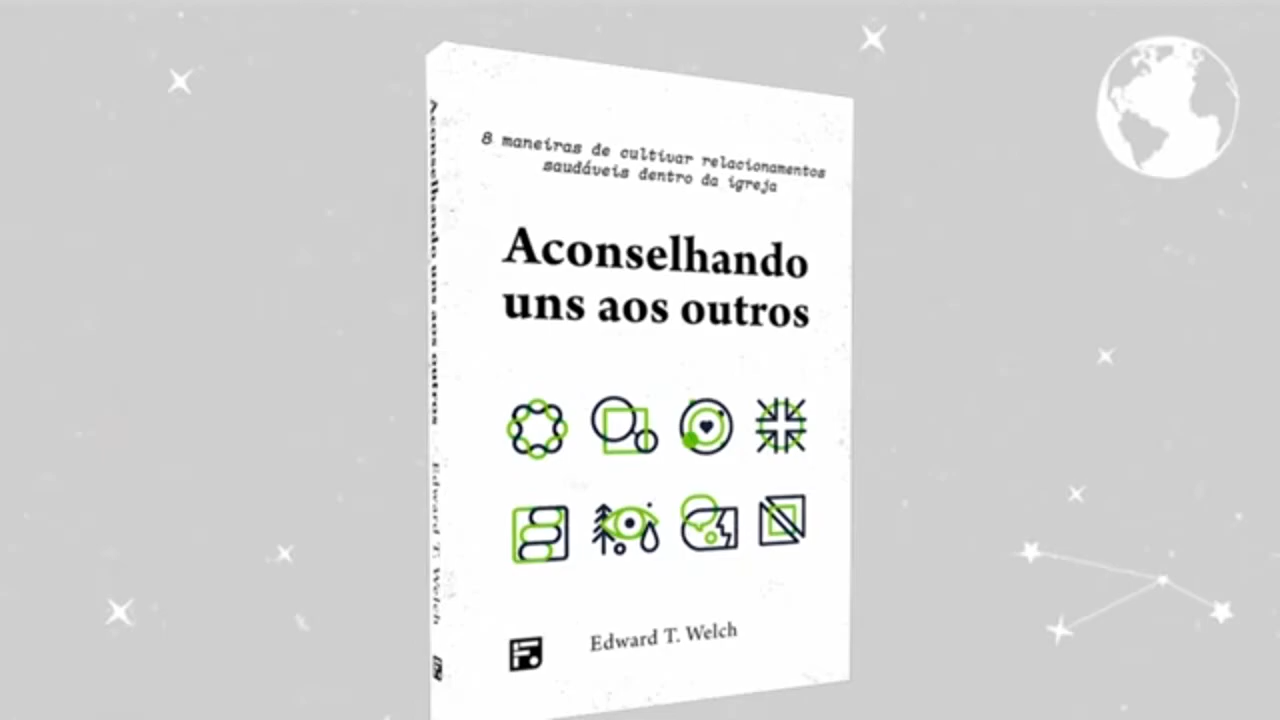 8 maneiras de cultivar relacionamentos
saudáveis dentro da igreja
Aconselhando
uns aos outros
Edward T. Welch
Aconselhando uns aos outros Edward T. Welch